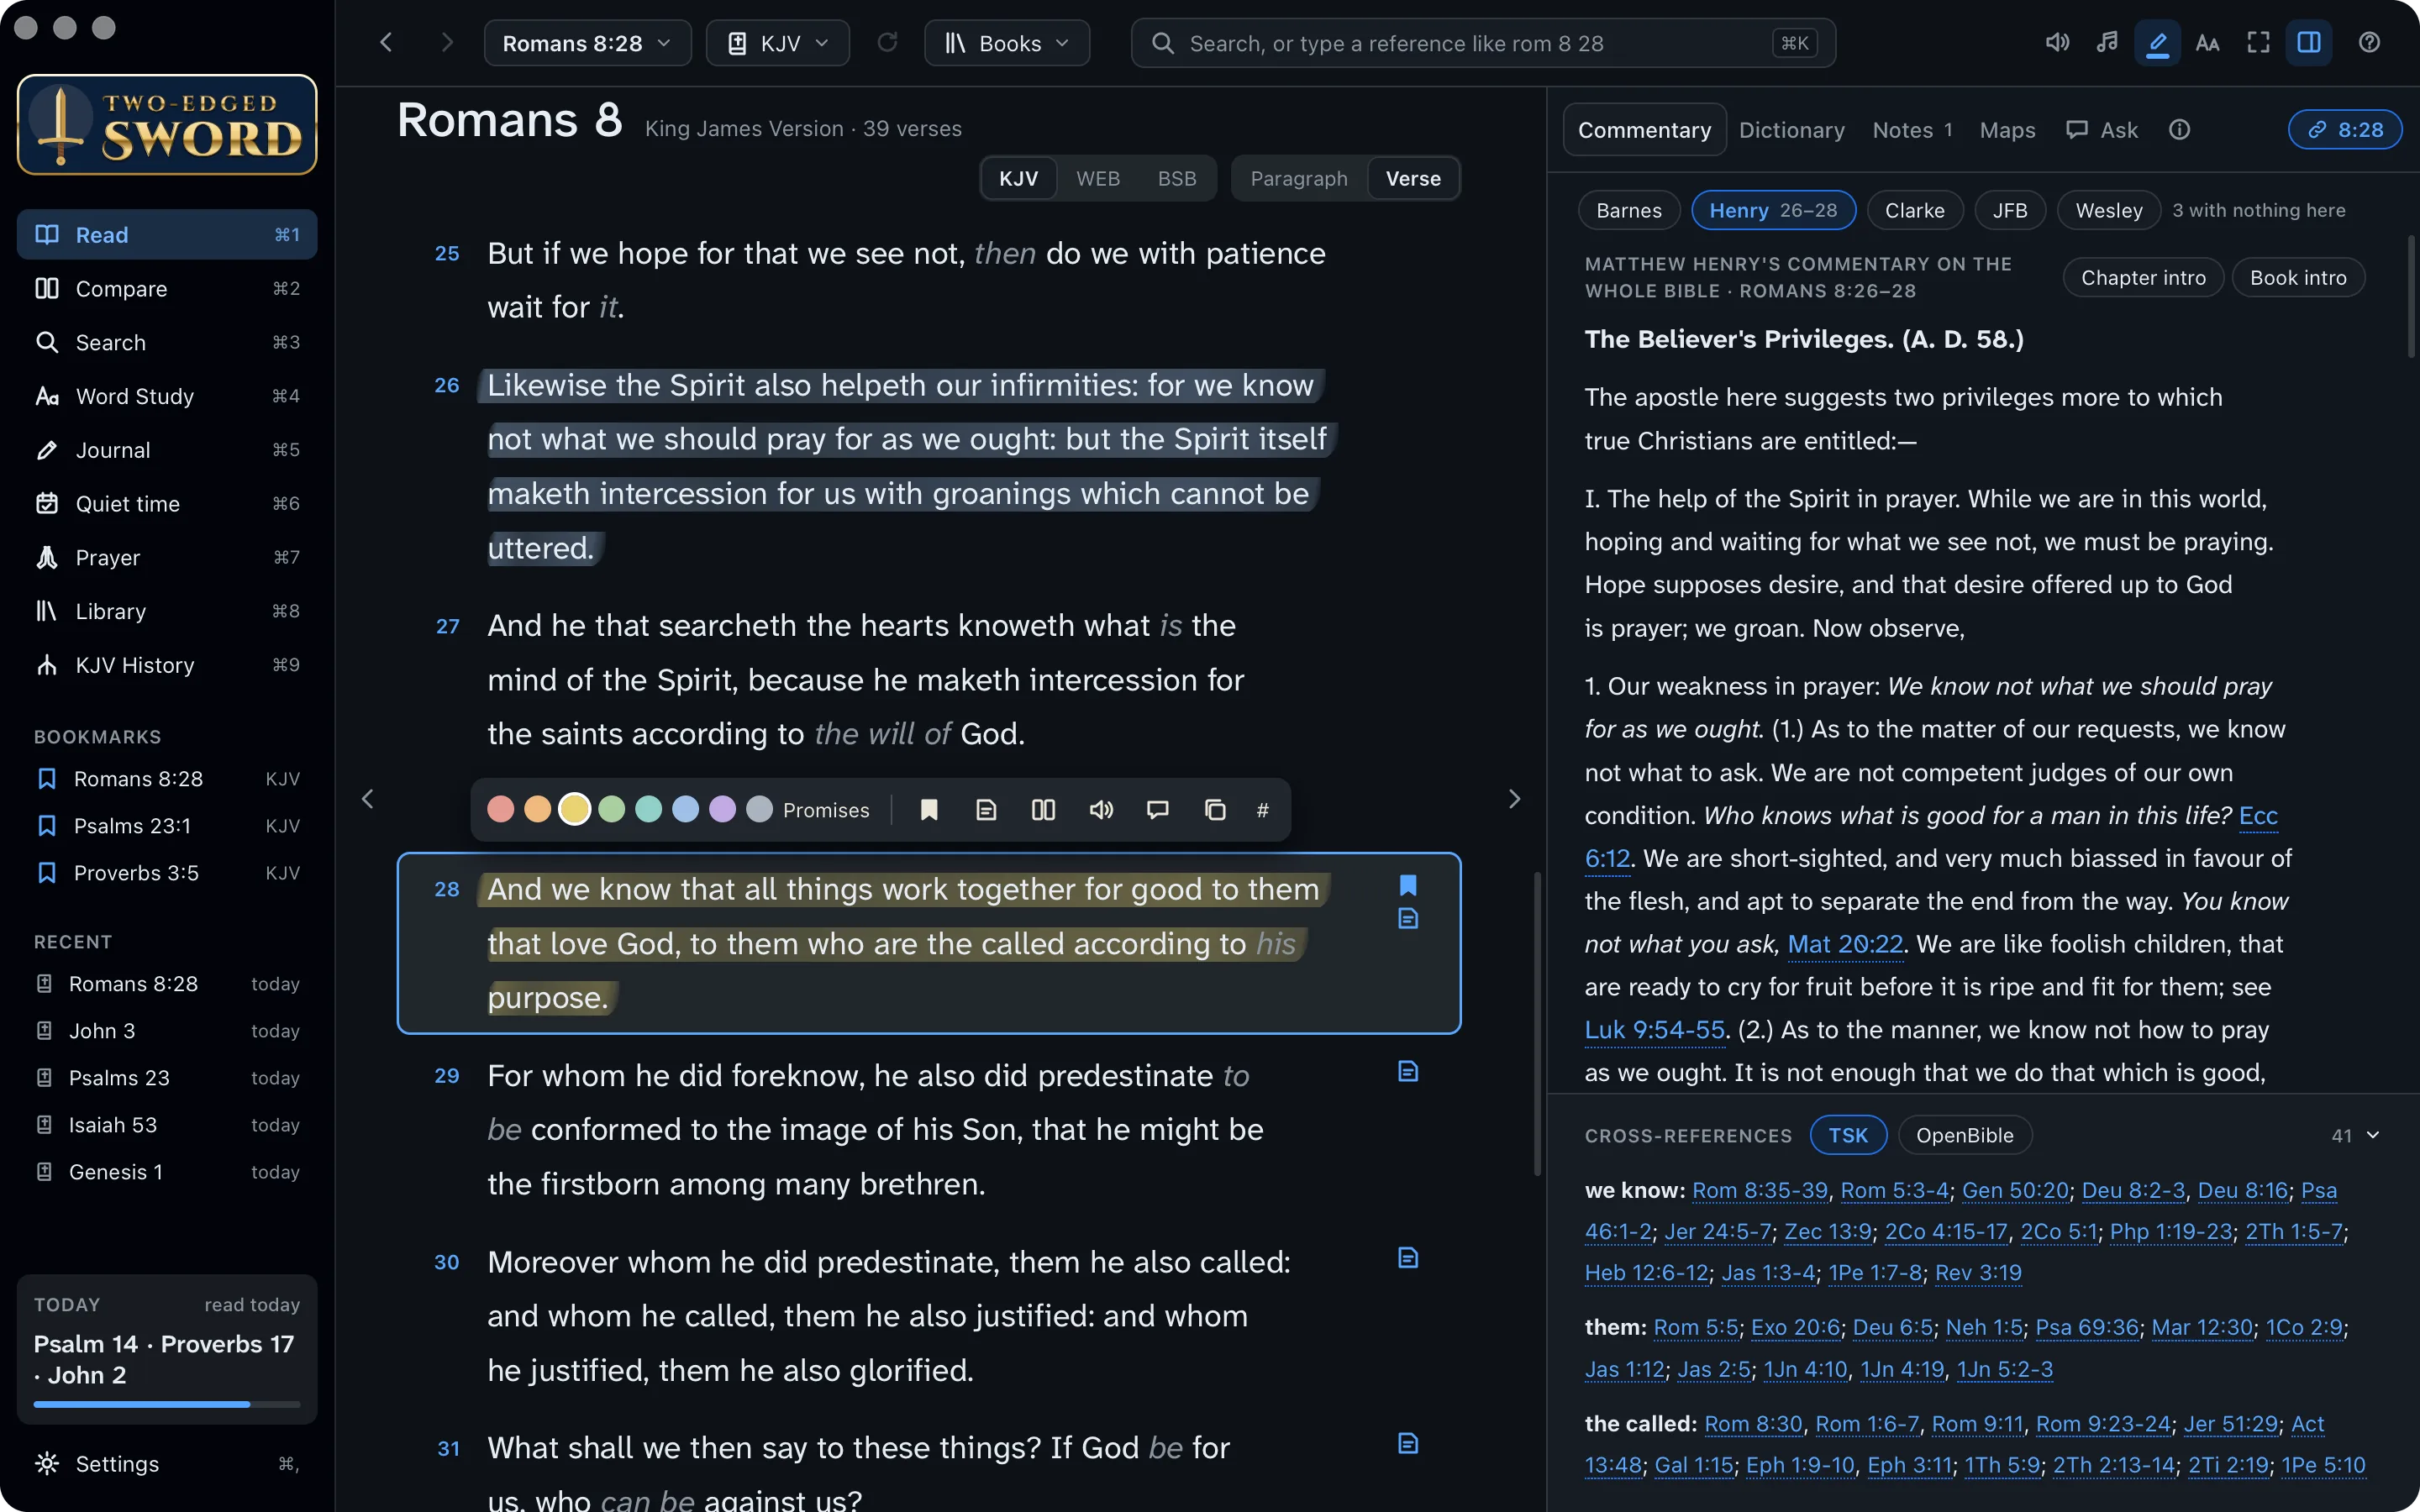 TWO-EDGED
SWORD
Read ⌘1
Compare ⌘2
Search ⌘3
Word Study ⌘4
Journal ⌘5
Quiet time ⌘6
Prayer ⌘7
Library ⌘8
KJV History ⌘9
BOOKMARKS
Romans 8:28 KJV
Psalms 23:1 KJV
Proverbs 3:5 KJV
RECENT
Romans 8:28 today
John 3 today
Psalms 23 today
Isaiah 53 today
Genesis 1 today
TODAY read today
Psalm 14 · Proverbs 17
· John 2
Settings ⌘,
Romans 8:28 KJV Books Search, or type a reference like rom 8 28 ⌘K
Romans 8 King James Version · 39 verses
KJV WEB BSB Paragraph Verse
25 But if we hope for that we see not, then do we with patience
wait for it.
26 Likewise the Spirit also helpeth our infirmities: for we know
not what we should pray for as we ought: but the Spirit itself
maketh intercession for us with groanings which cannot be
uttered.
27 And he that searcheth the hearts knoweth what is the
mind of the Spirit, because he maketh intercession for
the saints according to the will of God.
Promises #
28 And we know that all things work together for good to them
that love God, to them who are the called according to his
purpose.
29 For whom he did foreknow, he also did predestinate to
be conformed to the image of his Son, that he might be
the firstborn among many brethren.
30 Moreover whom he did predestinate, them he also called:
and whom he called, them he also justified: and whom
he justified, them he also glorified.
31 What shall we then say to these things? If God be for
us, who can be against us?
Commentary Dictionary Notes 1 Maps Ask 8:28
Barnes Henry 26–28 Clarke JFB Wesley 3 with nothing here
MATTHEW HENRY'S COMMENTARY ON THE
WHOLE BIBLE · ROMANS 8:26–28
Chapter intro Book intro
The Believer's Privileges. (A. D. 58.)
The apostle here suggests two privileges more to which
true Christians are entitled:—
I. The help of the Spirit in prayer. While we are in this world,
hoping and waiting for what we see not, we must be praying.
Hope supposes desire, and that desire offered up to God
is prayer; we groan. Now observe,
1. Our weakness in prayer: We know not what we should pray
for as we ought. (1.) As to the matter of our requests, we know
not what to ask. We are not competent judges of our own
condition. Who knows what is good for a man in this life? Ecc
6:12. We are short-sighted, and very much biassed in favour of
the flesh, and apt to separate the end from the way. You know
not what you ask, Mat 20:22. We are like foolish children, that
are ready to cry for fruit before it is ripe and fit for them; see
Luk 9:54-55. (2.) As to the manner, we know not how to pray
as we ought. It is not enough that we do that which is good,
CROSS-REFERENCES TSK OpenBible 41
we know: Rom 8:35-39, Rom 5:3-4; Gen 50:20; Deu 8:2-3, Deu 8:16; Psa
46:1-2; Jer 24:5-7; Zec 13:9; 2Co 4:15-17, 2Co 5:1; Php 1:19-23; 2Th 1:5-7;
Heb 12:6-12; Jas 1:3-4; 1Pe 1:7-8; Rev 3:19
them: Rom 5:5; Exo 20:6; Deu 6:5; Neh 1:5; Psa 69:36; Mar 12:30; 1Co 2:9;
Jas 1:12; Jas 2:5; 1Jn 4:10, 1Jn 4:19, 1Jn 5:2-3
the called: Rom 8:30, Rom 1:6-7, Rom 9:11, Rom 9:23-24; Jer 51:29; Act
13:48; Gal 1:15; Eph 1:9-10, Eph 3:11; 1Th 5:9; 2Th 2:13-14; 2Ti 2:19; 1Pe 5:10